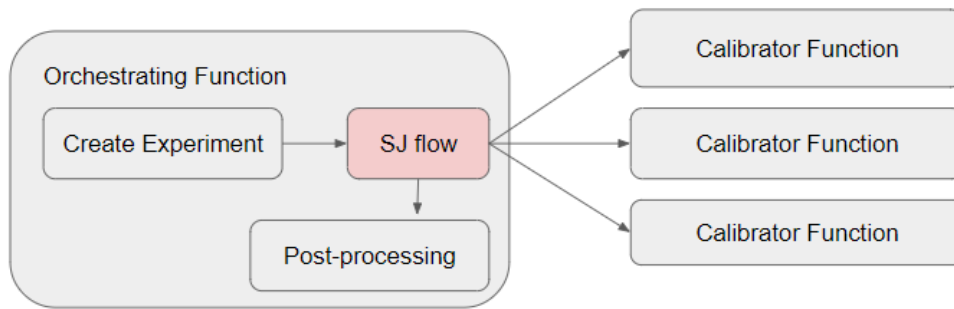 Orchestrating Function
Create Experiment
SJ flow
Post-processing
Calibrator Function
Calibrator Function
Calibrator Function